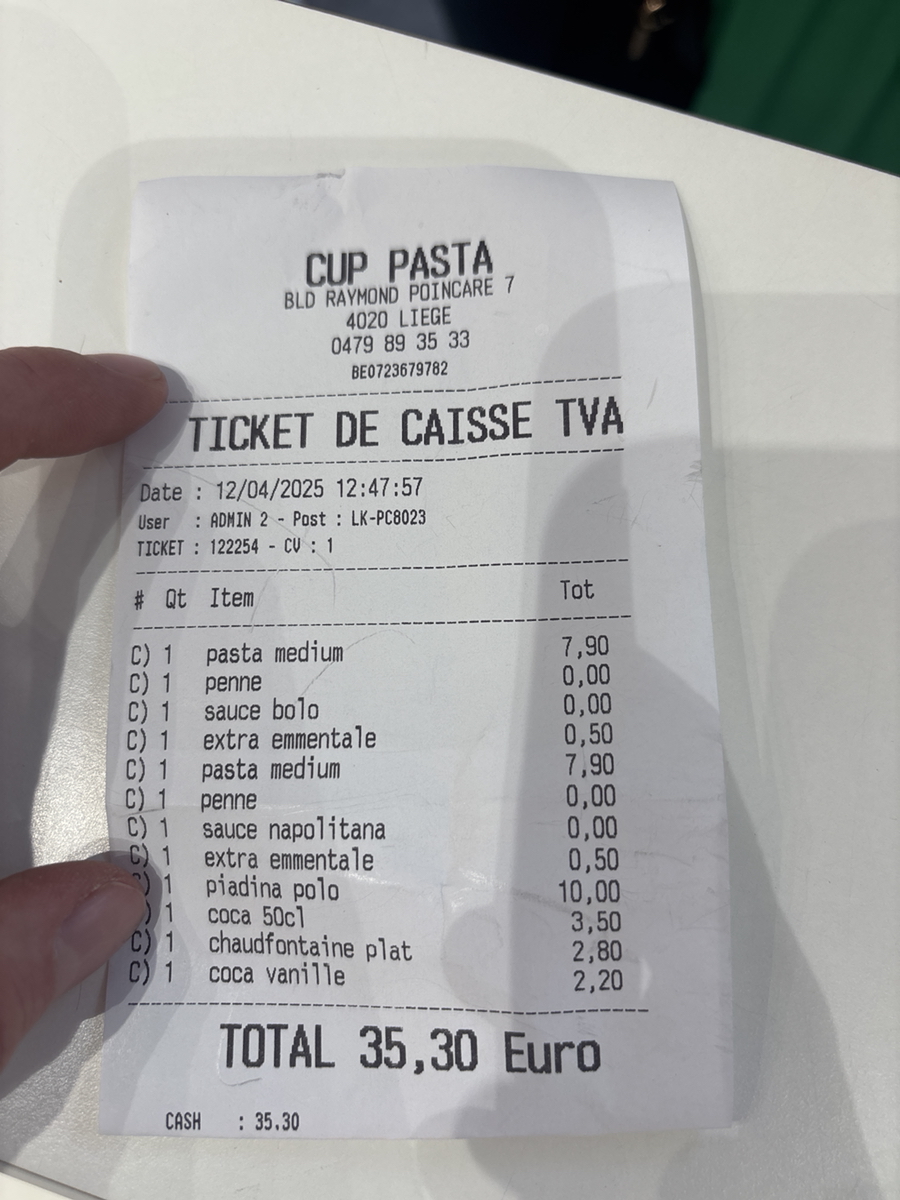 CUP PASTA
BLD RAYMOND POINCARE 7
4020 LIEGE
0479 89 35 33
BE0723679782
TICKET DE CAISSE TVA
Date : 12/04/2025 12:47:57
User : ADMIN 2 - Post : LK-PC8023
TICKET : 122254 - CV : 1
# Qt Item Tot
C) 1 pasta medium 7,90
C) 1 penne 0,00
C) 1 sauce bolo 0,00
C) 1 extra emmentale 0,50
C) 1 pasta medium 7,90
C) 1 penne 0,00
C) 1 sauce napolitana 0,00
C) 1 extra emmentale 0,50
) 1 piadina polo 10,00
) 1 coca 50cl 3,50
C) 1 chaudfontaine plat 2,80
C) 1 coca vanille 2,20
TOTAL 35,30 Euro
CASH : 35.30